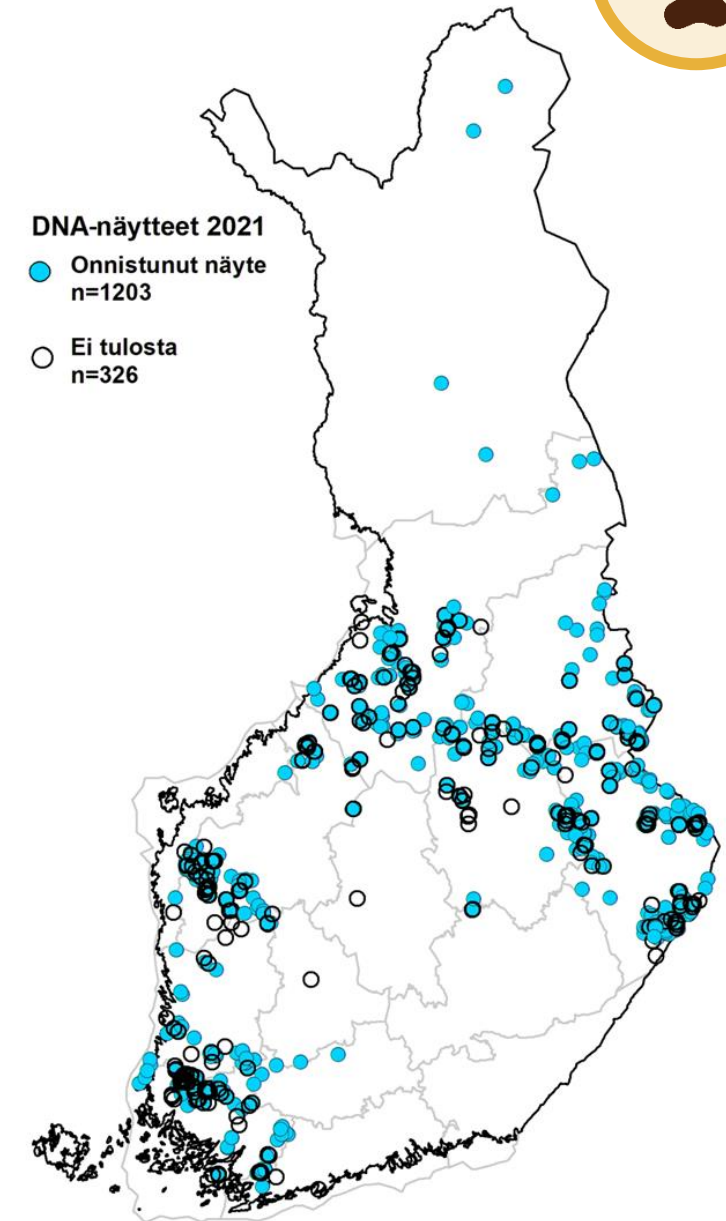 DNA-näytteet 2021
Onnistunut näyte
n=1203
Ei tulosta
n=326